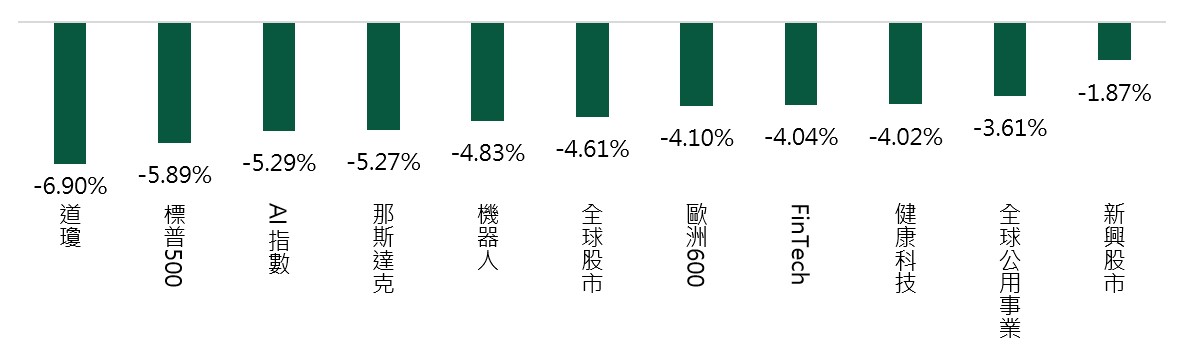 -6.90%
-5.89%
-5.29%
-5.27%
-4.83%
-4.61%
-4.10%
-4.04%
-4.02%
-3.61%
-1.87%
道瓊
標普500
AI 指數
那斯達克
機器人
全球股市
歐洲600
FinTech
健康科技
全球公用事業
新興股市